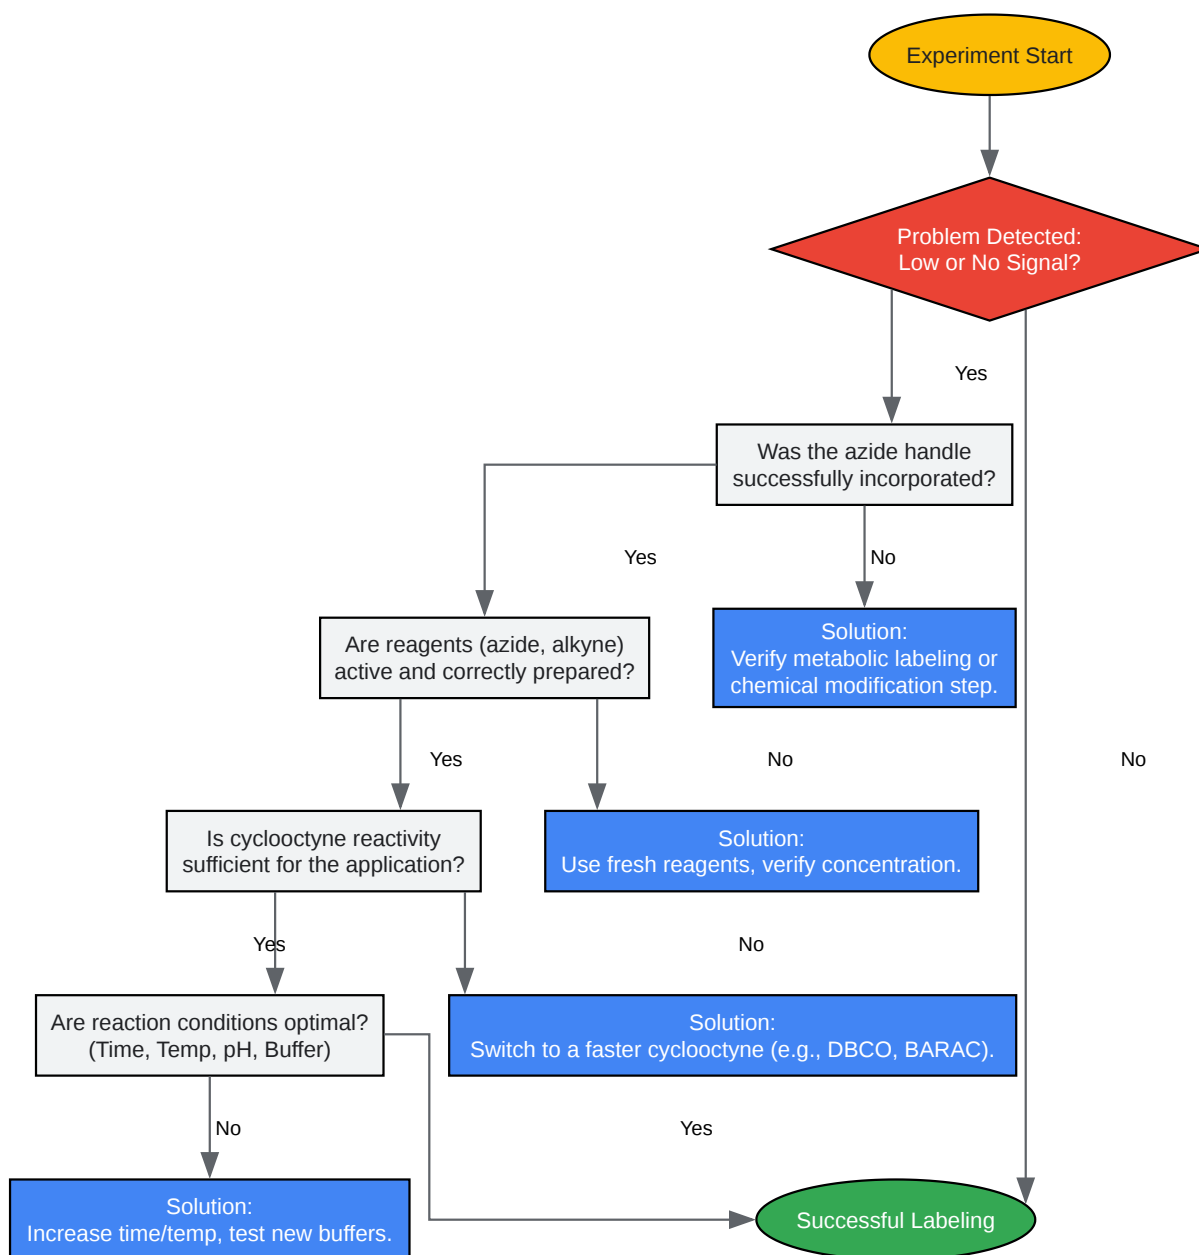 Experiment Start
Problem Detected:
Low or No Signal?
Yes
Was the azide handle
successfully incorporated?
Yes
No
Solution:
Verify metabolic labeling or
chemical modification step.
Are reagents (azide, alkyne)
active and correctly prepared?
Yes
No
No
Is cyclooctyne reactivity
sufficient for the application?
Solution:
Use fresh reagents, verify concentration.
Yes
No
Are reaction conditions optimal?
(Time, Temp, pH, Buffer)
Solution:
Switch to a faster cyclooctyne (e.g., DBCO, BARAC).
No
Yes
Solution:
Increase time/temp, test new buffers.
Successful Labeling